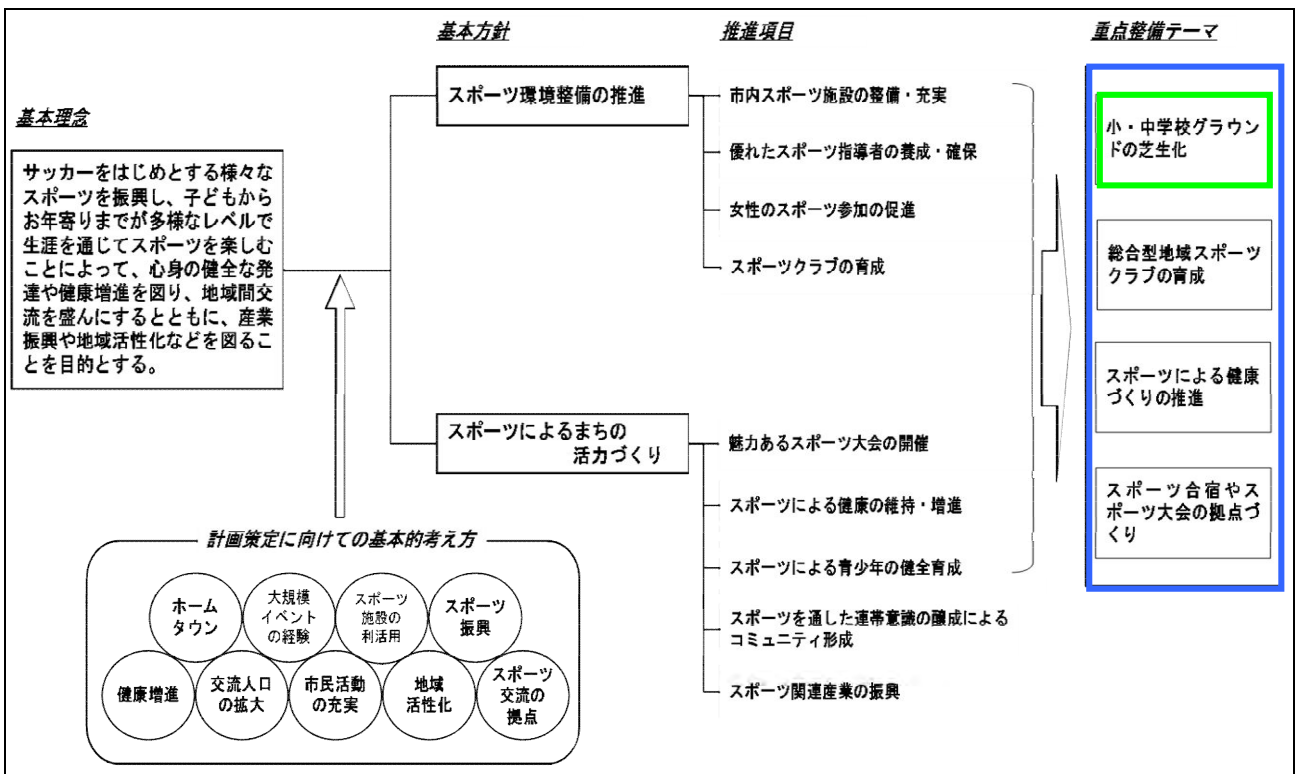 基本方針
推進項目
重点整備テーマ
基本理念
サッカーをはじめとする様々な
スポーツを振興し、子どもから
お年寄りまでが多様なレベルで
生涯を通じてスポーツを楽しむ
ことによって、心身の健全な発
達や健康増進を図り、地域間交
流を盛んにするとともに、産業
振興や地域活性化などを図るこ
とを目的とする。
スポーツ環境整備の推進
市内スポーツ施設の整備・充実
優れたスポーツ指導者の養成・確保
女性のスポーツ参加の促進
スポーツクラブの育成
スポーツによるまちの
活力づくり
魅力あるスポーツ大会の開催
スポーツによる健康の維持・増進
スポーツによる青少年の健全育成
スポーツを通した連帯意識の醸成による
コミュニティ形成
スポーツ関連産業の振興
小・中学校グラウン
ドの芝生化
総合型地域スポーツ
クラブの育成
スポーツによる健康
づくりの推進
スポーツ合宿やス
ポーツ大会の拠点づ
くり
計画策定に向けての基本的考え方
ホーム
タウン
大規模
イベント
の経験
スポーツ
施設の
利活用
スポーツ
振興
健康増進
交流人口
の拡大
市民活動
の充実
地域
活性化
スポーツ
交流の
拠点